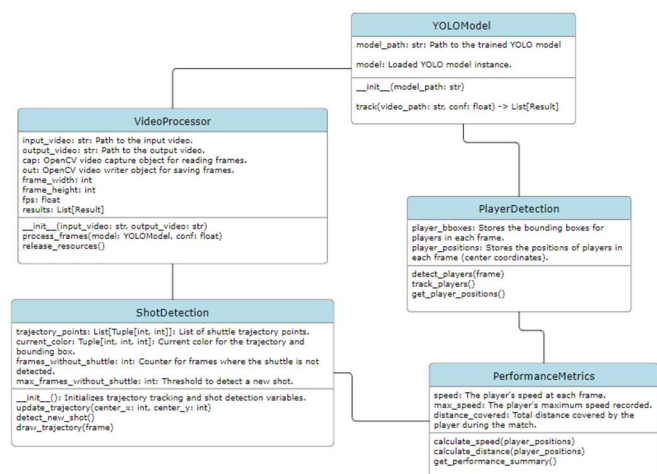 YOLOModel
model_path: str: Path to the trained YOLO model
model: Loaded YOLO model instance.
__init__(model_path: str)
track(video_path: str, conf: float) -> List[Result]
VideoProcessor
input_video: str: Path to the input video.
output_video: str: Path to the output video.
cap: OpenCV video capture object for reading frames.
out: OpenCV video writer object for saving frames.
frame_width: int
frame_height: int
fps: float
results: List[Result]
__init__(input_video: str, output_video: str)
process_frames(model: YOLOModel, conf: float)
release_resources()
PlayerDetection
player_bboxes: Stores the bounding boxes for
players in each frame.
player_positions: Stores the positions of players in
each frame (center coordinates).
detect_players(frame)
track_players()
get_player_positions()
ShotDetection
trajectory_points: List[Tuple[int, int]]: List of shuttle trajectory points.
current_color: Tuple[int, int, int]: Current color for the trajectory and
bounding box.
frames_without_shuttle: int: Counter for frames where the shuttle is not
detected.
max_frames_without_shuttle: int: Threshold to detect a new shot.
__init__(): Initializes trajectory tracking and shot detection variables.
update_trajectory(center_x: int, center_y: int)
detect_new_shot()
draw_trajectory(frame)
PerformanceMetrics
speed: The player's speed at each frame.
max_speed: The player's maximum speed recorded.
distance_covered: Total distance covered by the
player during the match.
calculate_speed(player_positions)
calculate_distance(player_positions)
get_performance_summary()